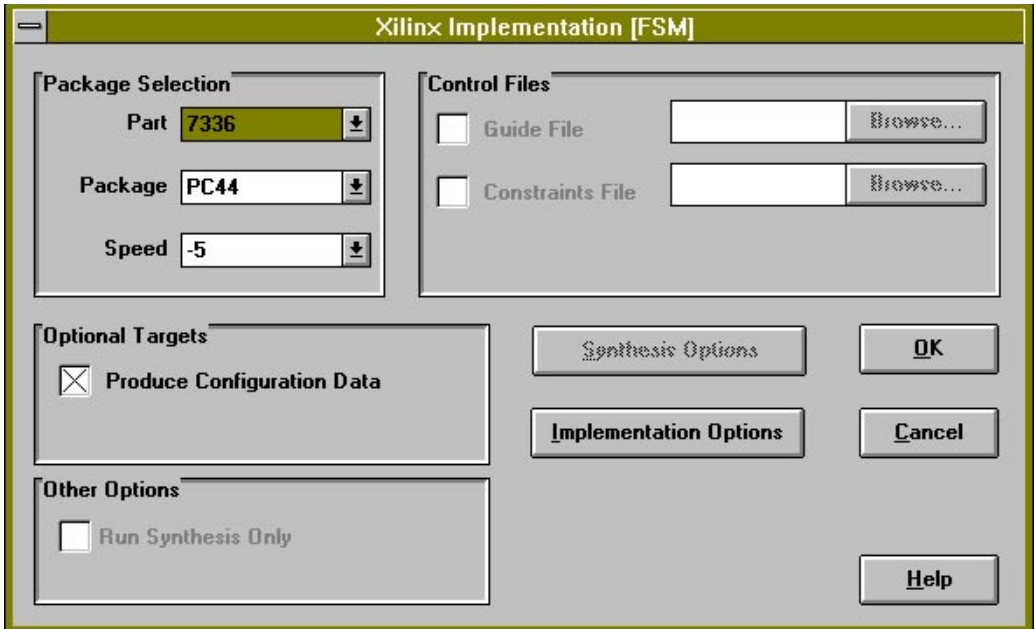 Xilinx Implementation [FSM]
Package Selection
Part 7336
Package PC44
Speed -5
Control Files
Guide File Browse...
Constraints File Browse...
Optional Targets
Produce Configuration Data
Synthesis Options
OK
Implementation Options
Cancel
Other Options
Run Synthesis Only
Help